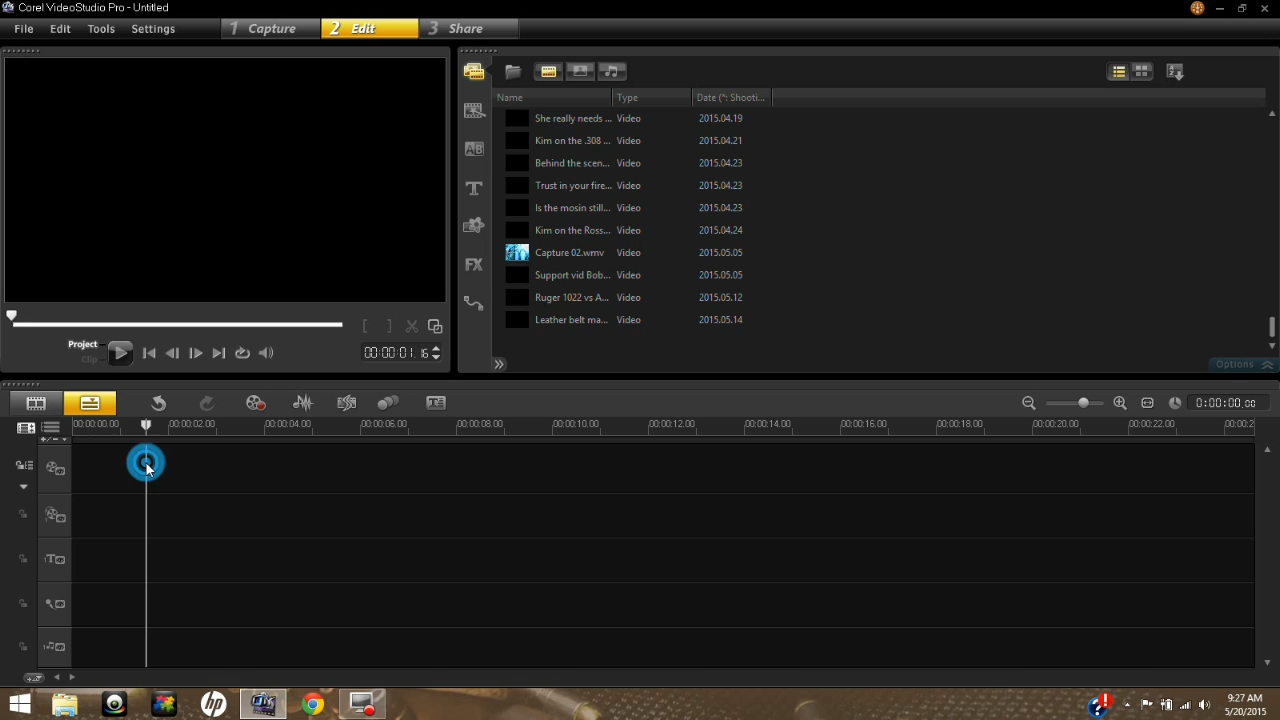 Corel VideoStudio Pro - Untitled
File Edit Tools Settings 1 Capture 2 Edit 3 Share
Name Type Date (*: Shooti...
She really needs ... Video 2015.04.19
Kim on the .308 ... Video 2015.04.21
Behind the scen... Video 2015.04.23
Trust in your fire... Video 2015.04.23
Is the mosin still... Video 2015.04.23
Kim on the Ross... Video 2015.04.24
Capture 02.wmv Video 2015.05.05
Support vid Bob... Video 2015.05.05
Ruger 1022 vs A... Video 2015.05.12
Leather belt ma... Video 2015.05.14
Project
Clip
00:00:01. 16
Options
0:00:00.00
00:00:00.00 00:00:02.00 00:00:04.00 00:00:06.00 00:00:08.00 00:00:10.00 00:00:12.00 00:00:14.00 00:00:16.00 00:00:18.00 00:00:20.00 00:00:22.00 00:00:2
9:27 AM
5/20/2015